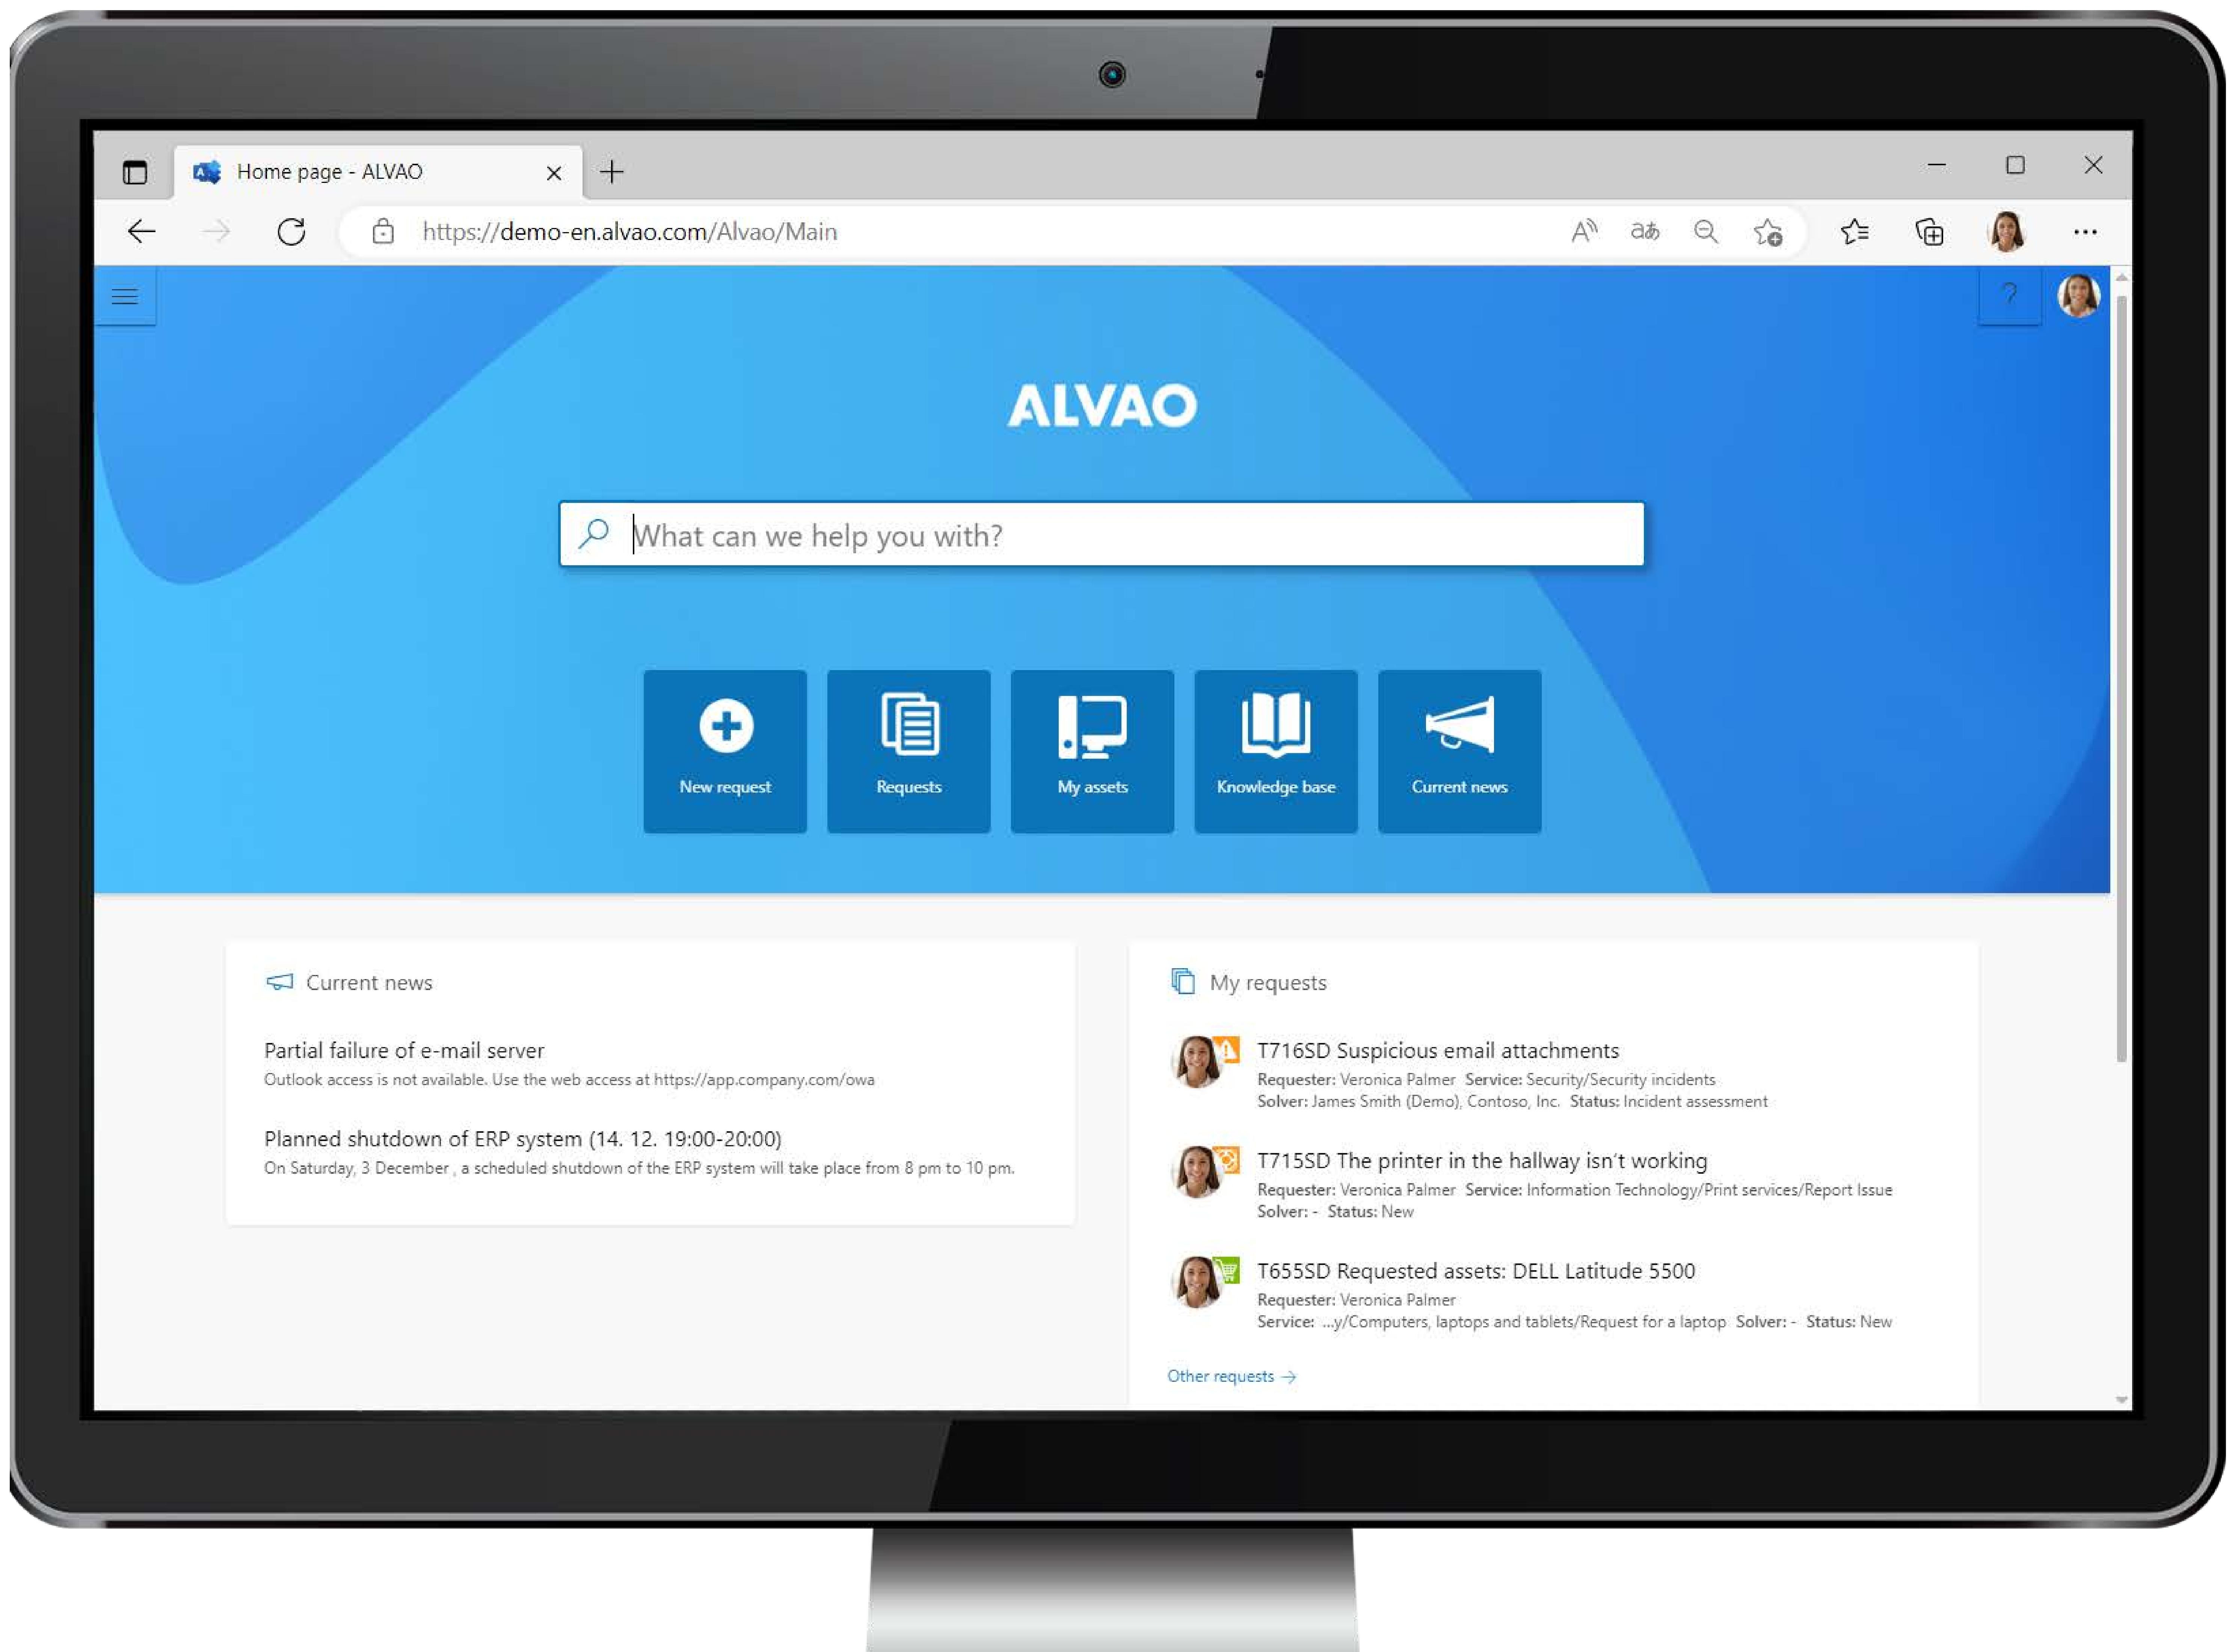 Home page - ALVAO
https://demo-en.alvao.com/Alvao/Main
A aあ
?
ALVAO
What can we help you with?
New request
Requests
My assets
Knowledge base
Current news
Current news
Partial failure of e-mail server
Outlook access is not available. Use the web access at https://app.company.com/owa
Planned shutdown of ERP system (14. 12. 19:00-20:00)
On Saturday, 3 December , a scheduled shutdown of the ERP system will take place from 8 pm to 10 pm.
My requests
T716SD Suspicious email attachments
Requester: Veronica Palmer Service: Security/Security incidents
Solver: James Smith (Demo), Contoso, Inc. Status: Incident assessment
T715SD The printer in the hallway isn't working
Requester: Veronica Palmer Service: Information Technology/Print services/Report Issue
Solver: - Status: New
T655SD Requested assets: DELL Latitude 5500
Requester: Veronica Palmer
Service: ...y/Computers, laptops and tablets/Request for a laptop Solver: - Status: New
Other requests →